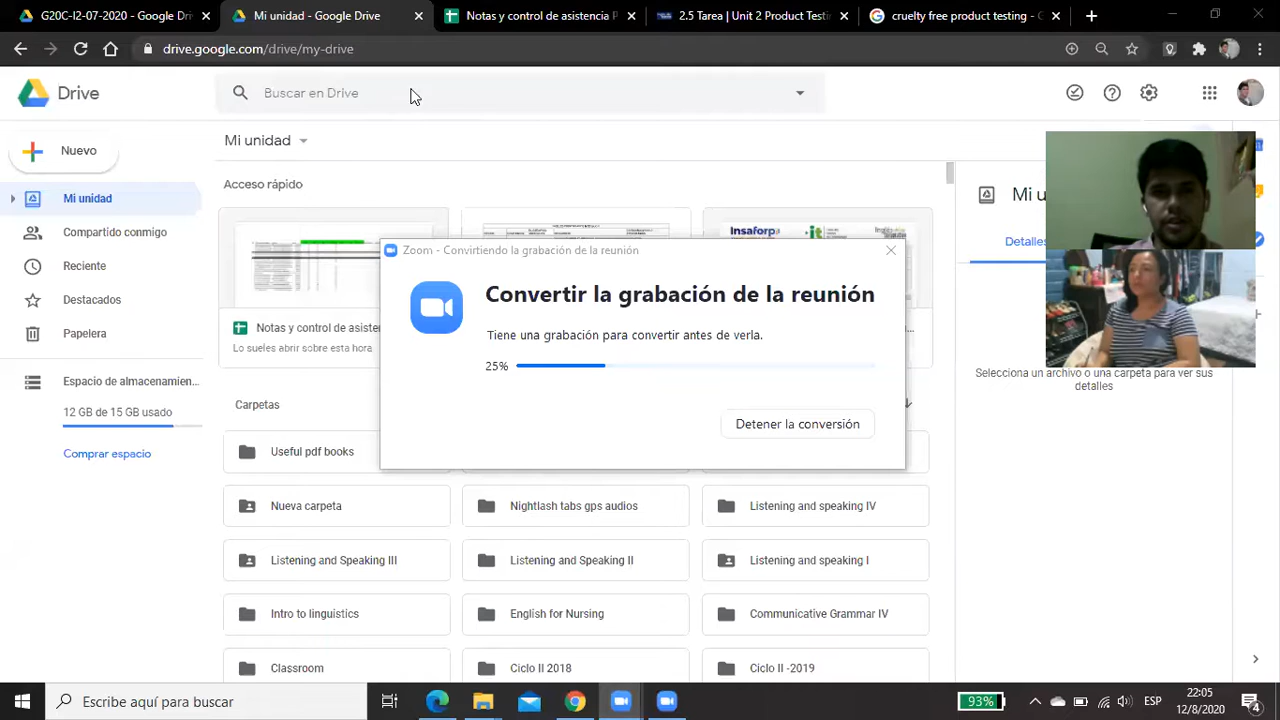 G20C-I2-07-2020 - Google Driv
Mi unidad - Google Drive
Notas y control de asistencia P
2.5 Tarea | Unit 2 Product Testi
cruelty free product testing - G
drive.google.com/drive/my-drive
Drive
Buscar en Drive
Nuevo
Mi unidad
Mi unidad
Compartido conmigo
Reciente
Destacados
Papelera
Espacio de almacenamien...
12 GB de 15 GB usado
Comprar espacio
Acceso rápido
Insaforp
it
Notas y control de asiste
Lo sueles abrir sobre esta hora
Zoom - Convirtiendo la grabación de la reunión
Convertir la grabación de la reunión
Tiene una grabación para convertir antes de verla.
25%
Detener la conversión
Mi u
Detalles
Selecciona un archivo o una carpeta para ver sus
detalles
Carpetas
Useful pdf books
Nueva carpeta
Nightlash tabs gps audios
Listening and speaking IV
Listening and Speaking III
Listening and Speaking II
Listening and speaking I
Intro to linguistics
English for Nursing
Communicative Grammar IV
Classroom
Ciclo II 2018
Ciclo II -2019
Escribe aquí para buscar
93%
ESP
22:05
12/8/2020
4